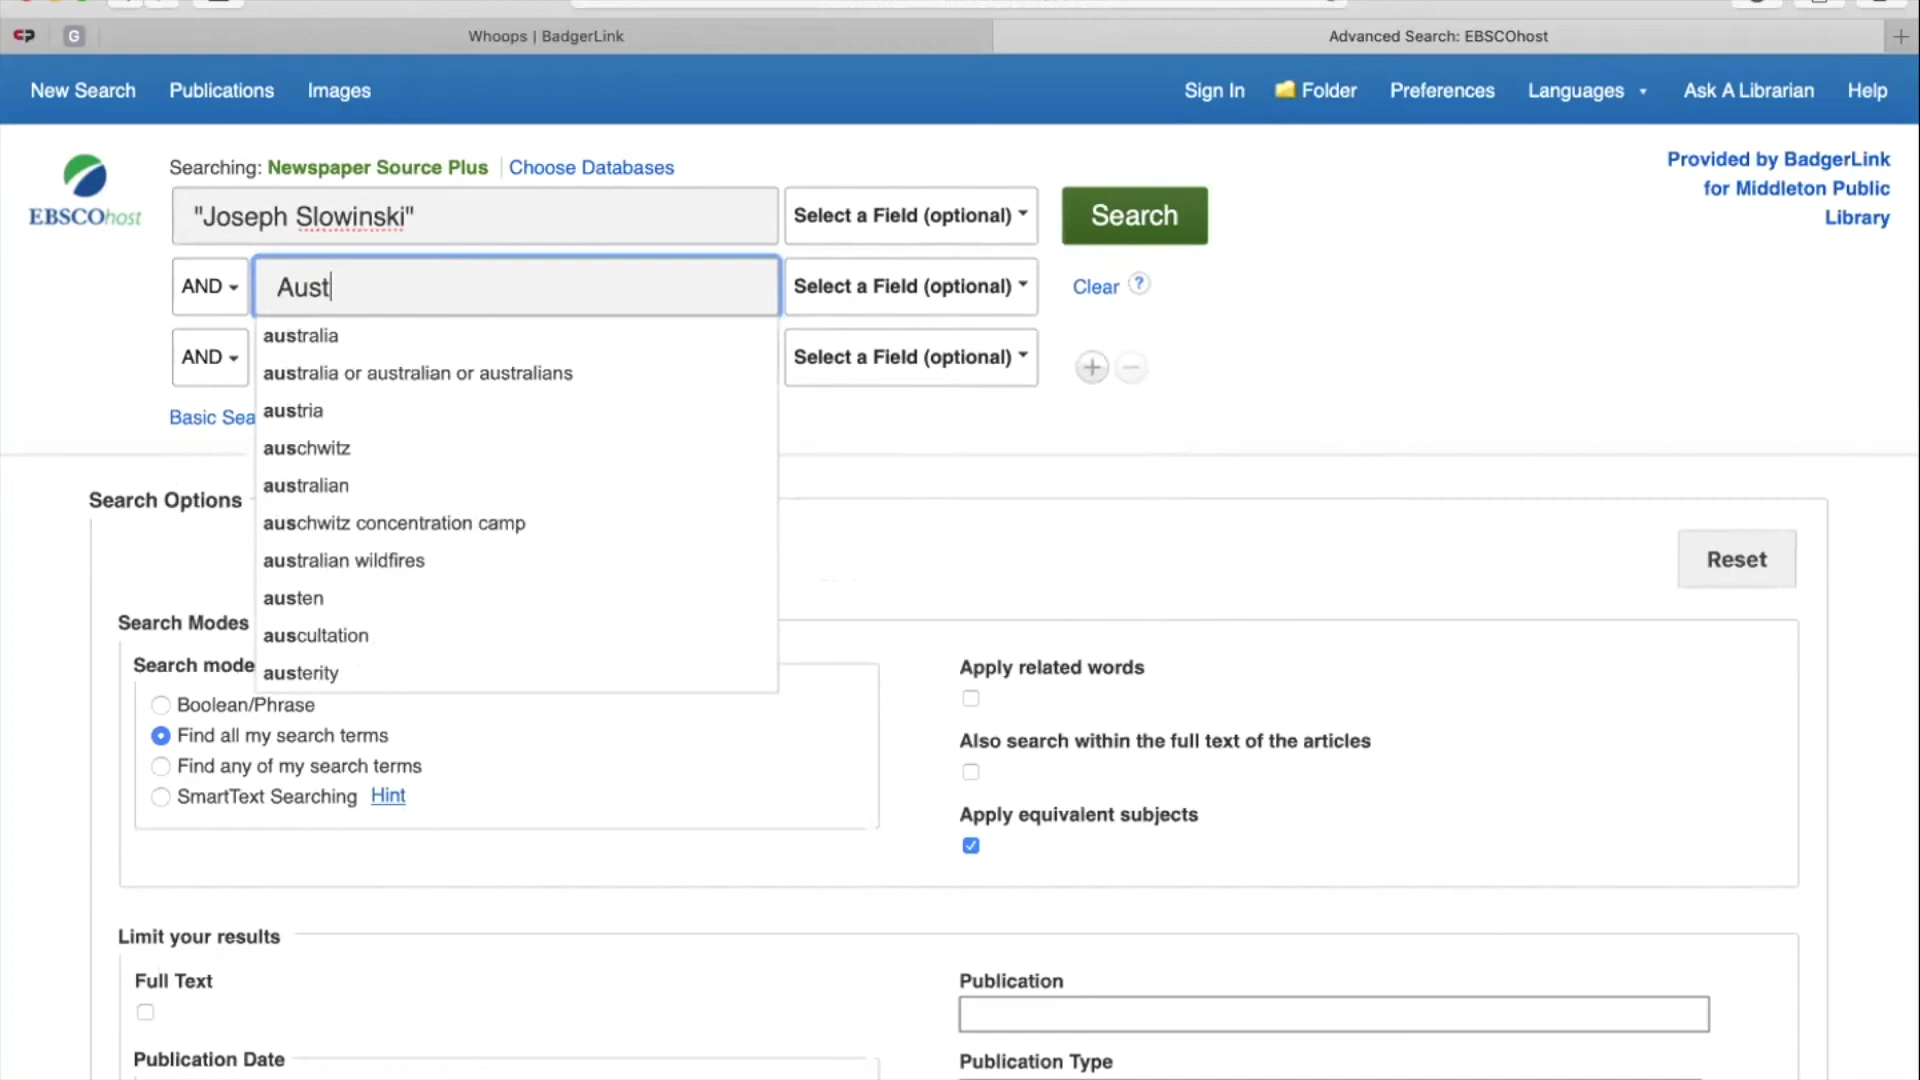 G
Whoops | BadgerLink
Advanced Search: EBSCOhost
New Search
Publications
Images
Sign In
Folder
Preferences
Languages
Ask A Librarian
Help
EBSCOhost
Searching: Newspaper Source Plus
Choose Databases
"Joseph Slowinski"
Select a Field (optional)
Search
Provided by BadgerLink
for Middleton Public
Library
AND
Aust
Select a Field (optional)
Clear
?
AND
Select a Field (optional)
australia
australia or australian or australians
austria
auschwitz
australian
auschwitz concentration camp
australian wildfires
austen
auscultation
austerity
Basic Sea
Search Options
Reset
Search Modes
Search mode
Boolean/Phrase
Find all my search terms
Find any of my search terms
SmartText Searching Hint
Apply related words
Also search within the full text of the articles
Apply equivalent subjects
Limit your results
Full Text
Publication
Publication Date
Publication Type